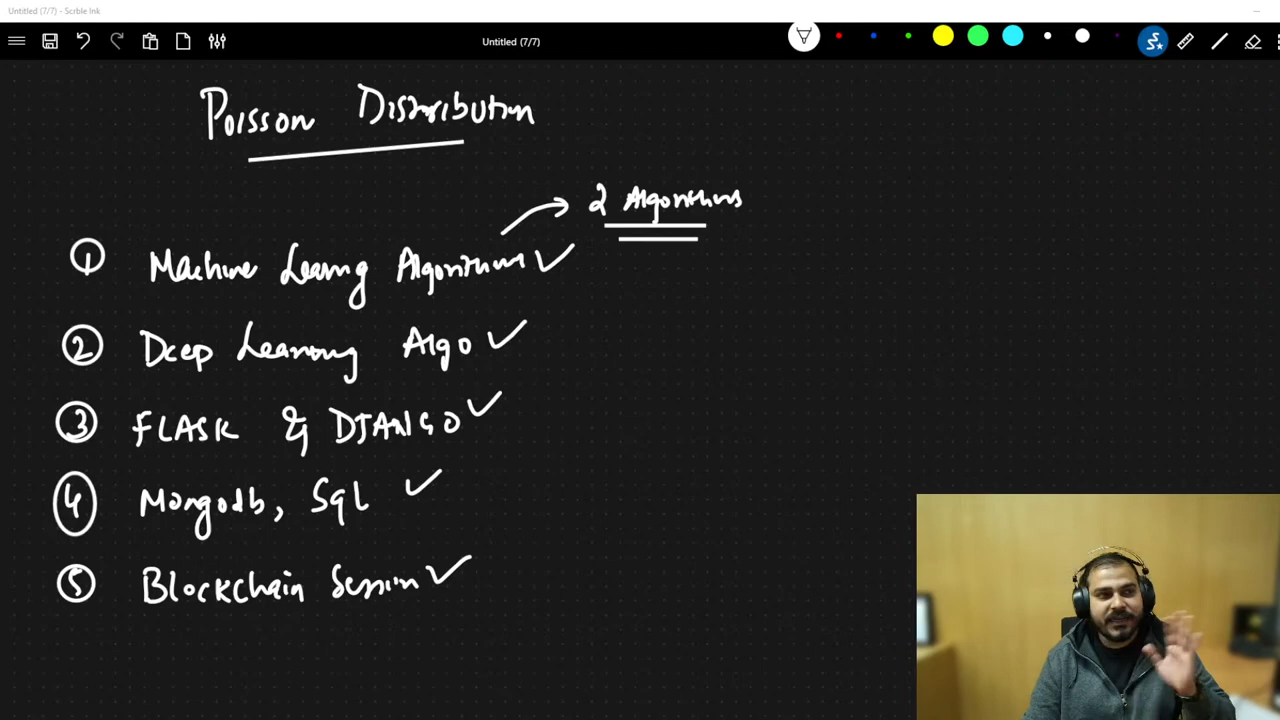 Untitled (7/7) - Scrble Ink
Untitled (7/7)
Poisson Distribution
2 Algorithms
1 Machine Learning Algorithms
2 Deep Learning Algo
3 FLASK & DJANGO
4 Mongodb, Sql
5 Blockchain Session